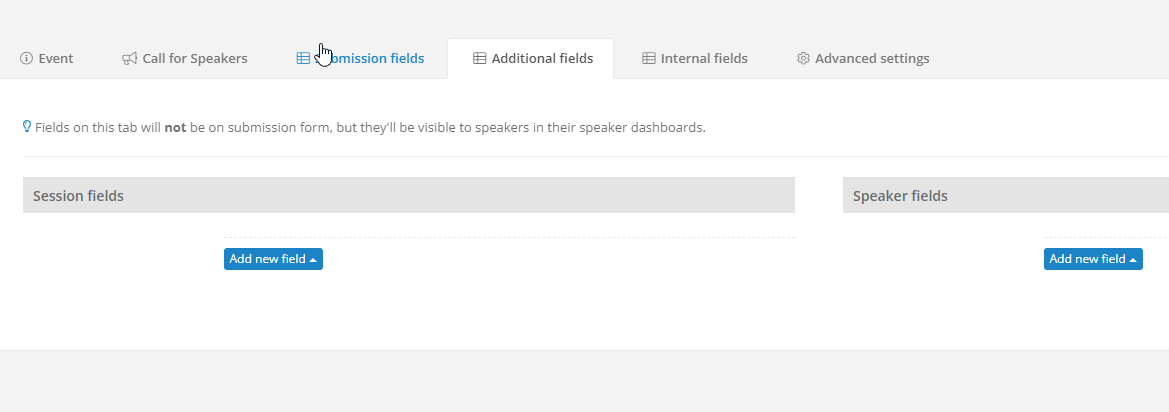 Event
Call for Speakers
bmission fields
Additional fields
Internal fields
Advanced settings
Fields on this tab will not be on submission form, but they'll be visible to speakers in their speaker dashboards.
Session fields
Speaker fields
Add new field
Add new field